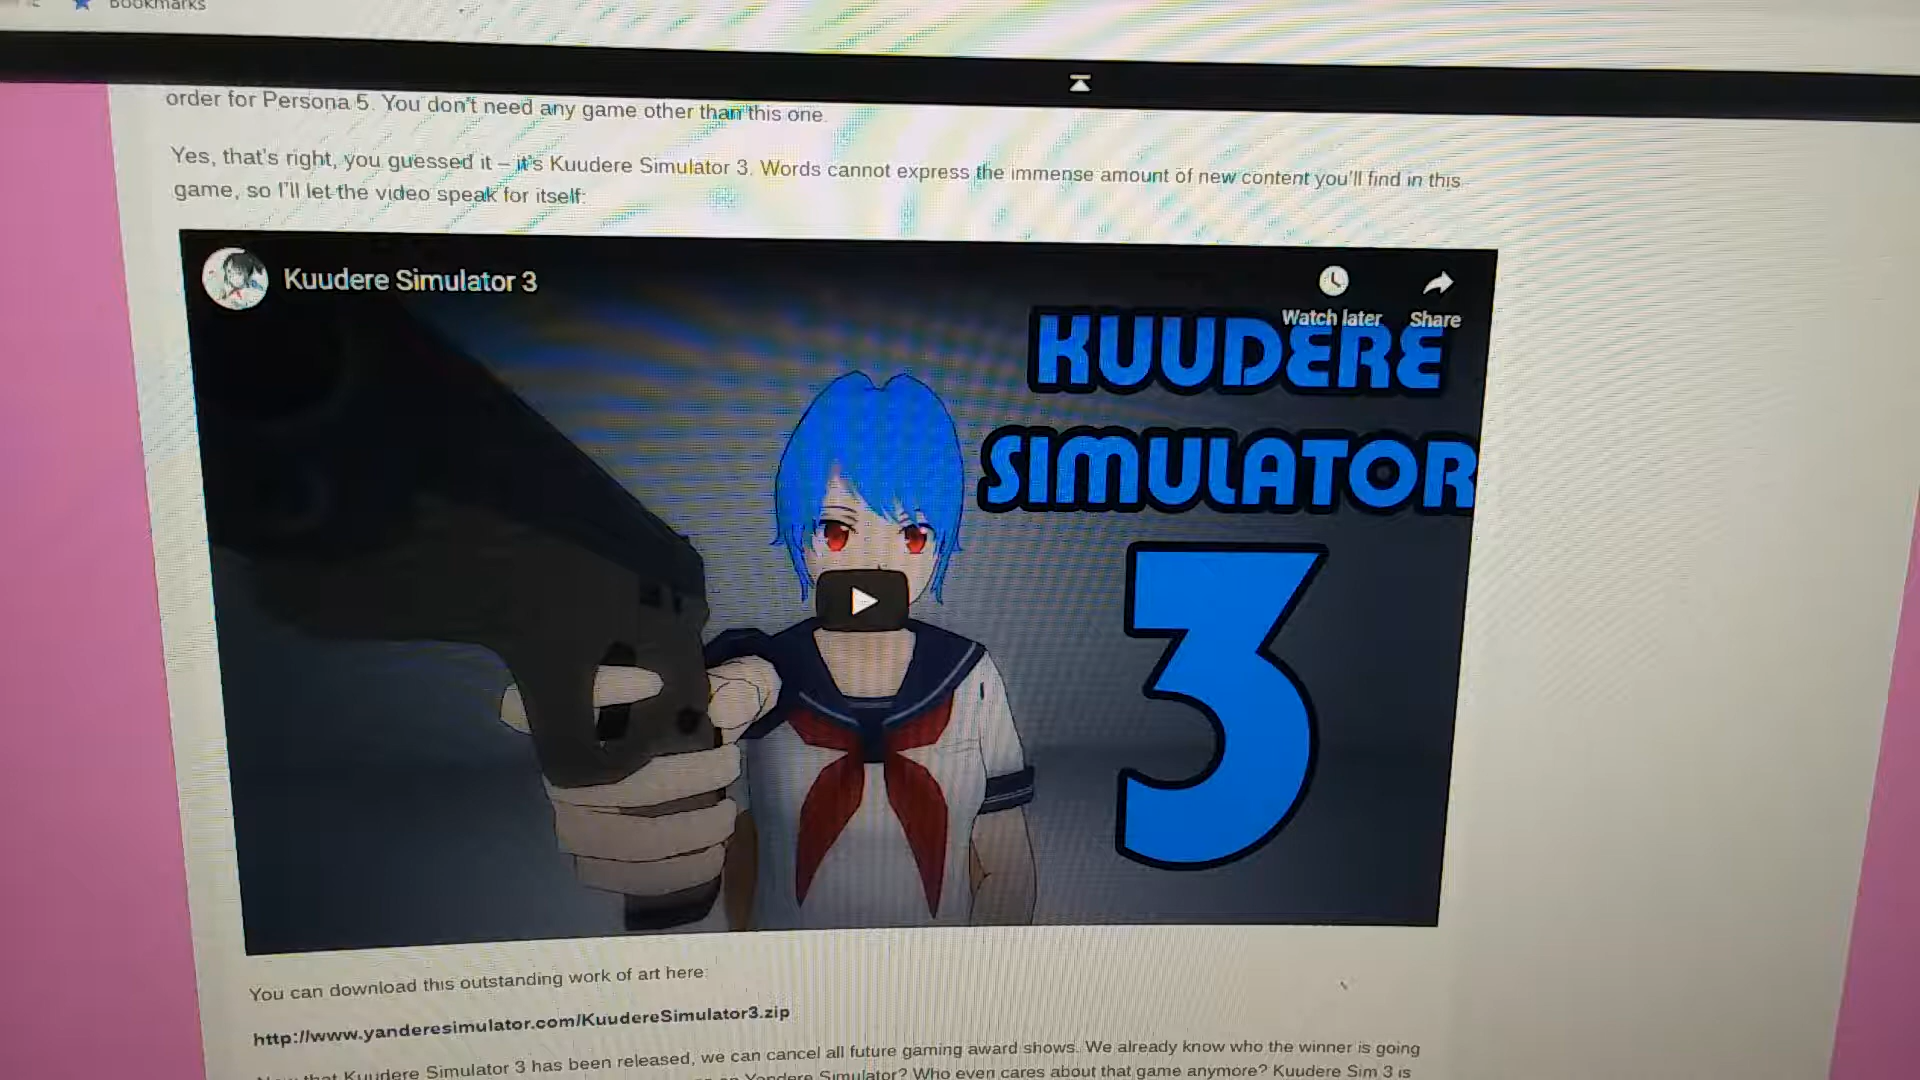 Bookmarks
order for Persona 5. You don't need any game other than this one.
Yes, that's right, you guessed it – it's Kuudere Simulator 3. Words cannot express the immense amount of new content you'll find in this
game, so I'll let the video speak for itself:
Kuudere Simulator 3
Watch later
Share
KUUDERE
SIMULATOR
3
You can download this outstanding work of art here:
http://www.yanderesimulator.com/KuudereSimulator3.zip
that Kuudere Simulator 3 has been released, we can cancel all future gaming award shows. We already know who the winner is going
Yandere Simulator? Who even cares about that game anymore? Kuudere Sim 3 is